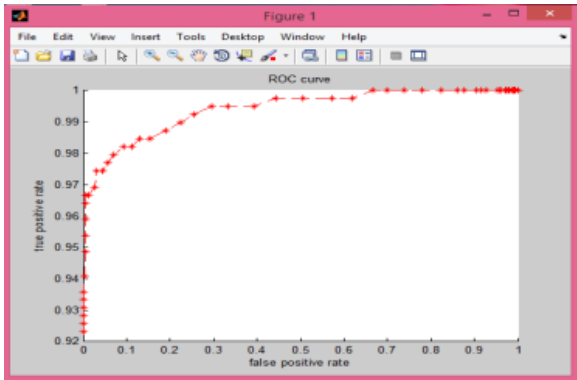 Figure 1
File Edit View Insert Tools Desktop Window Help
ROC curve
true positive rate
1
0.99
0.98
0.97
0.96
0.95
0.94
0.93
0.92
0 0.1 0.2 0.3 0.4 0.5 0.6 0.7 0.8 0.9 1
false positive rate